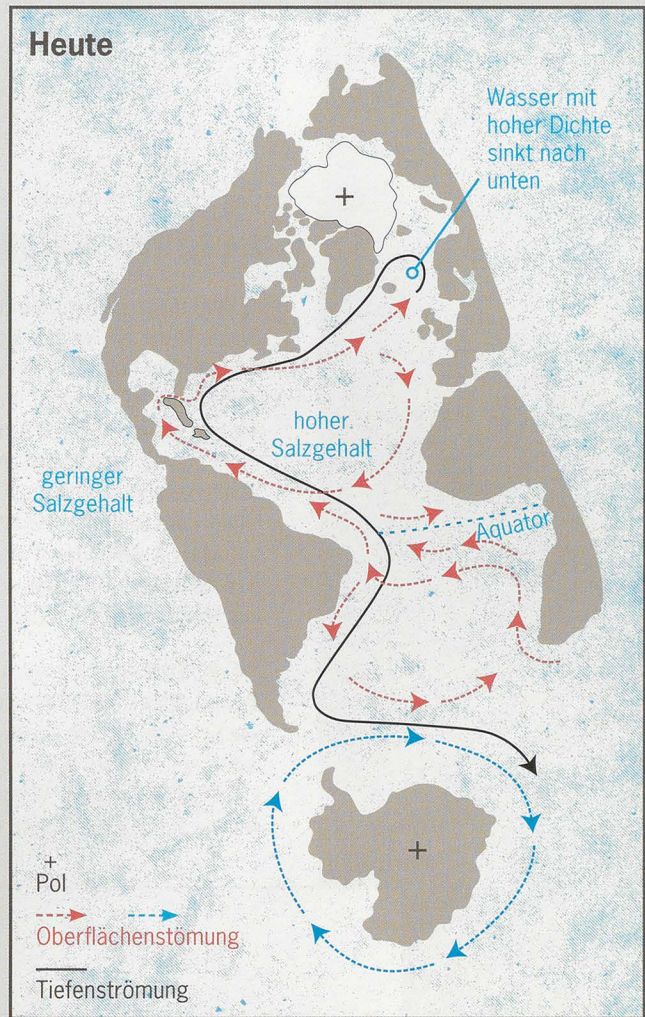 Heute
Wasser mit
hoher Dichte
sinkt nach
unten
hoher
Salzgehalt
geringer
Salzgehalt
Äquator
+
Pol
Oberflächenstömung
Tiefenströmung